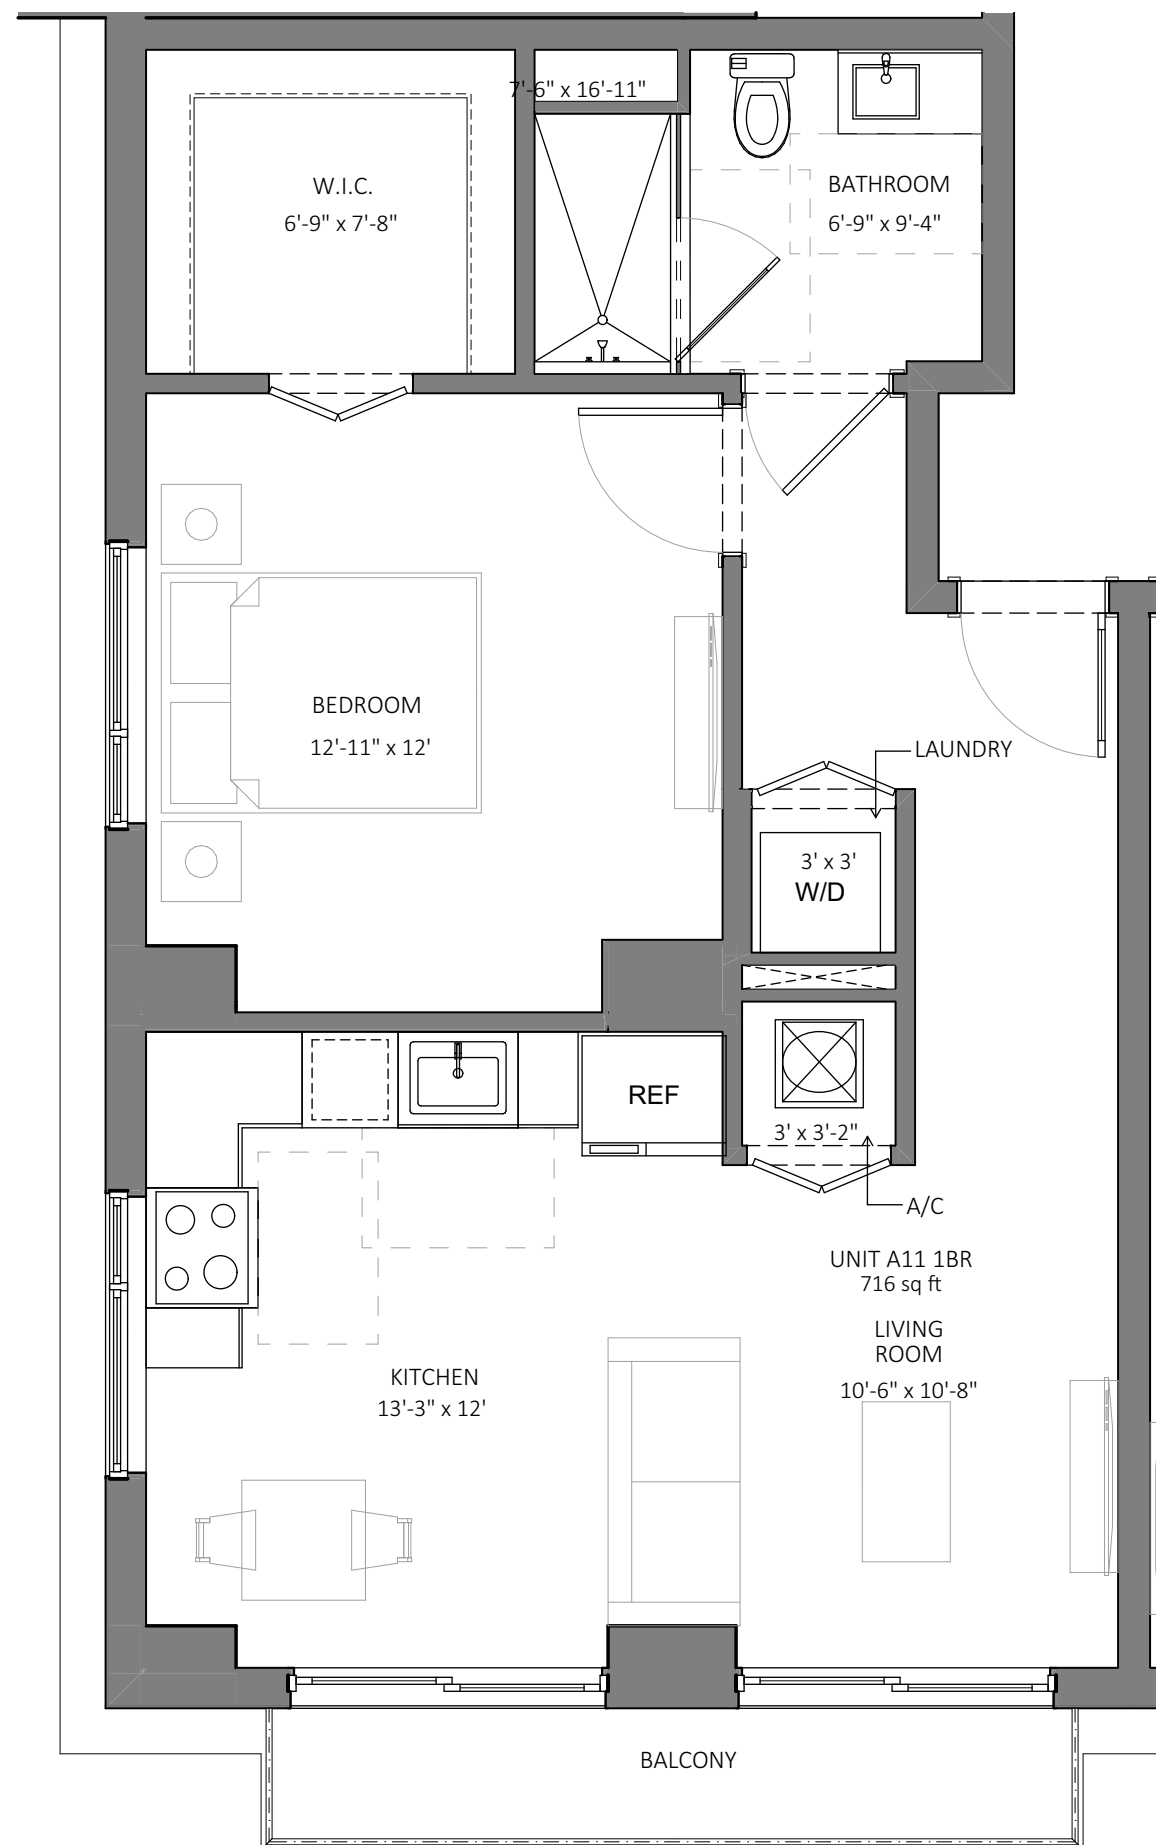 7'-6" x 16'-11"
W.I.C.
6'-9" x 7'-8"
BATHROOM
6'-9" x 9'-4"
BEDROOM
12'-11" x 12'
LAUNDRY
3' x 3'
W/D
REF
3' x 3'-2"
A/C
UNIT A11 1BR
716 sq ft
LIVING
ROOM
10'-6" x 10'-8"
KITCHEN
13'-3" x 12'
BALCONY